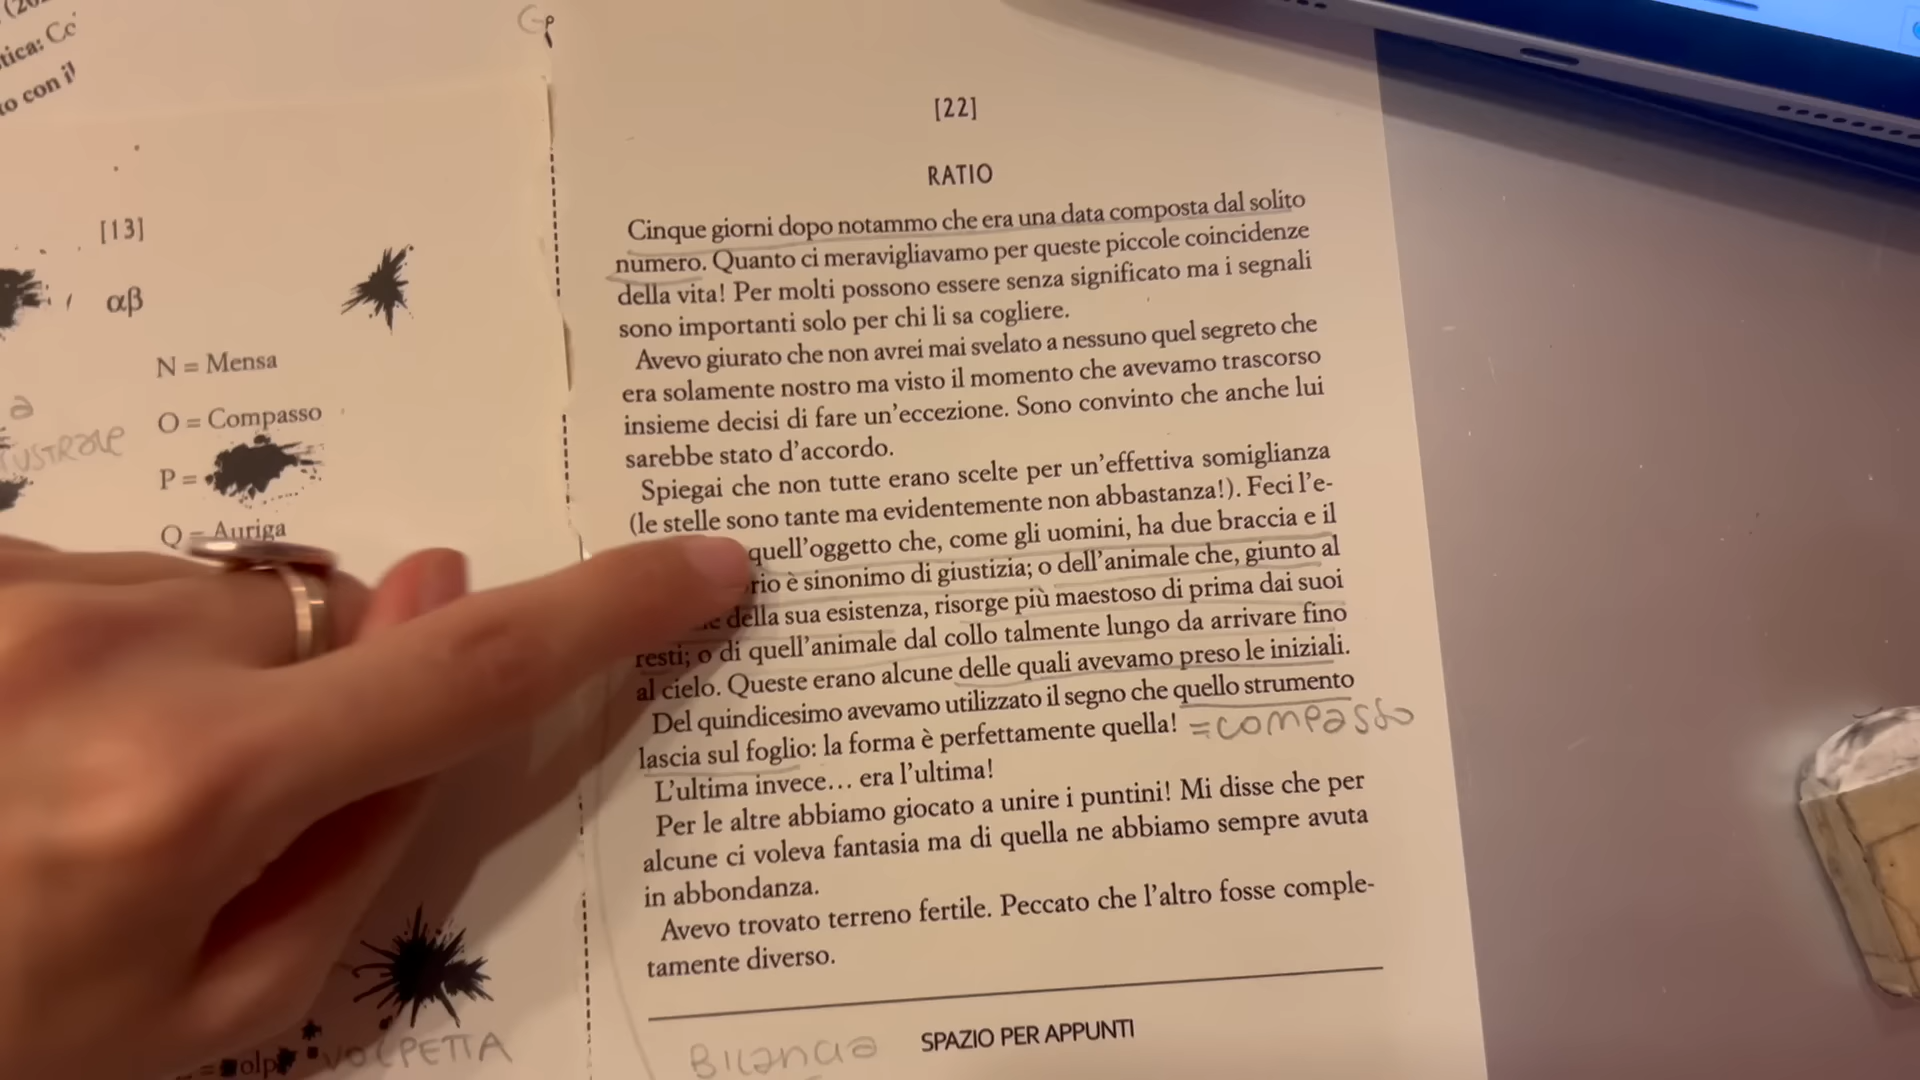 tica: Co
to con il
[13]
αβ
N = Mensa
O = Compasso
USTRALE
P =
Q = Auriga
VOLPETTA
[22]
RATIO
Cinque giorni dopo notammo che era una data composta dal solito
numero. Quanto ci meravigliavamo per queste piccole coincidenze
della vita! Per molti possono essere senza significato ma i segnali
sono importanti solo per chi li sa cogliere.
Avevo giurato che non avrei mai svelato a nessuno quel segreto che
era solamente nostro ma visto il momento che avevamo trascorso
insieme decisi di fare un'eccezione. Sono convinto che anche lui
sarebbe stato d'accordo.
Spiegai che non tutte erano scelte per un'effettiva somiglianza
(le stelle sono tante ma evidentemente non abbastanza!). Feci l'e-
quell'oggetto che, come gli uomini, ha due braccia e il
rio è sinonimo di giustizia; o dell'animale che, giunto al
della sua esistenza, risorge più maestoso di prima dai suoi
resti; o di quell'animale dal collo talmente lungo da arrivare fino
al cielo. Queste erano alcune delle quali avevamo preso le iniziali.
Del quindicesimo avevamo utilizzato il segno che quello strumento
lascia sul foglio: la forma è perfettamente quella! =compasso
L'ultima invece... era l'ultima!
Per le altre abbiamo giocato a unire i puntini! Mi disse che per
alcune ci voleva fantasia ma di quella ne abbiamo sempre avuta
in abbondanza.
Avevo trovato terreno fertile. Peccato che l'altro fosse comple-
tamente diverso.
SPAZIO PER APPUNTI
Bilancia